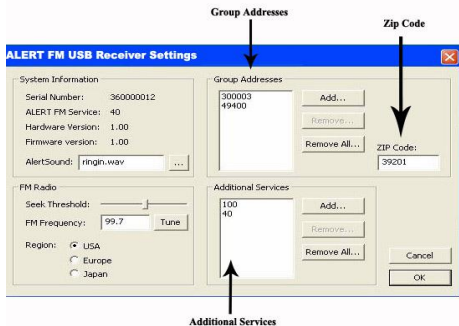 Group Addresses
Zip Code
ALERT FM USB Receiver Settings
System Information
Serial Number: 360000012
ALERT FM Service: 40
Hardware Version: 1.00
Firmware version: 1.00
AlertSound: ringin.wav ...
Group Addresses
300003
49400
Add...
Remove...
Remove All...
ZIP Code:
39201
FM Radio
Seek Threshold:
FM Frequency: 99.7 Tune
Region: USA
Europe
Japan
Additional Services
100
40
Add...
Remove...
Remove All...
Cancel
OK
Additional Services